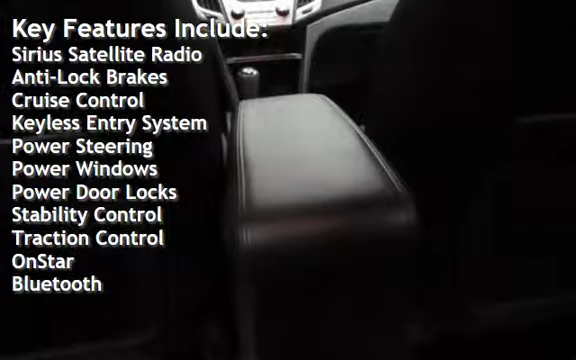 Key Features Include:
Sirius Satellite Radio
Anti-Lock Brakes
Cruise Control
Keyless Entry System
Power Steering
Power Windows
Power Door Locks
Stability Control
Traction Control
OnStar
Bluetooth